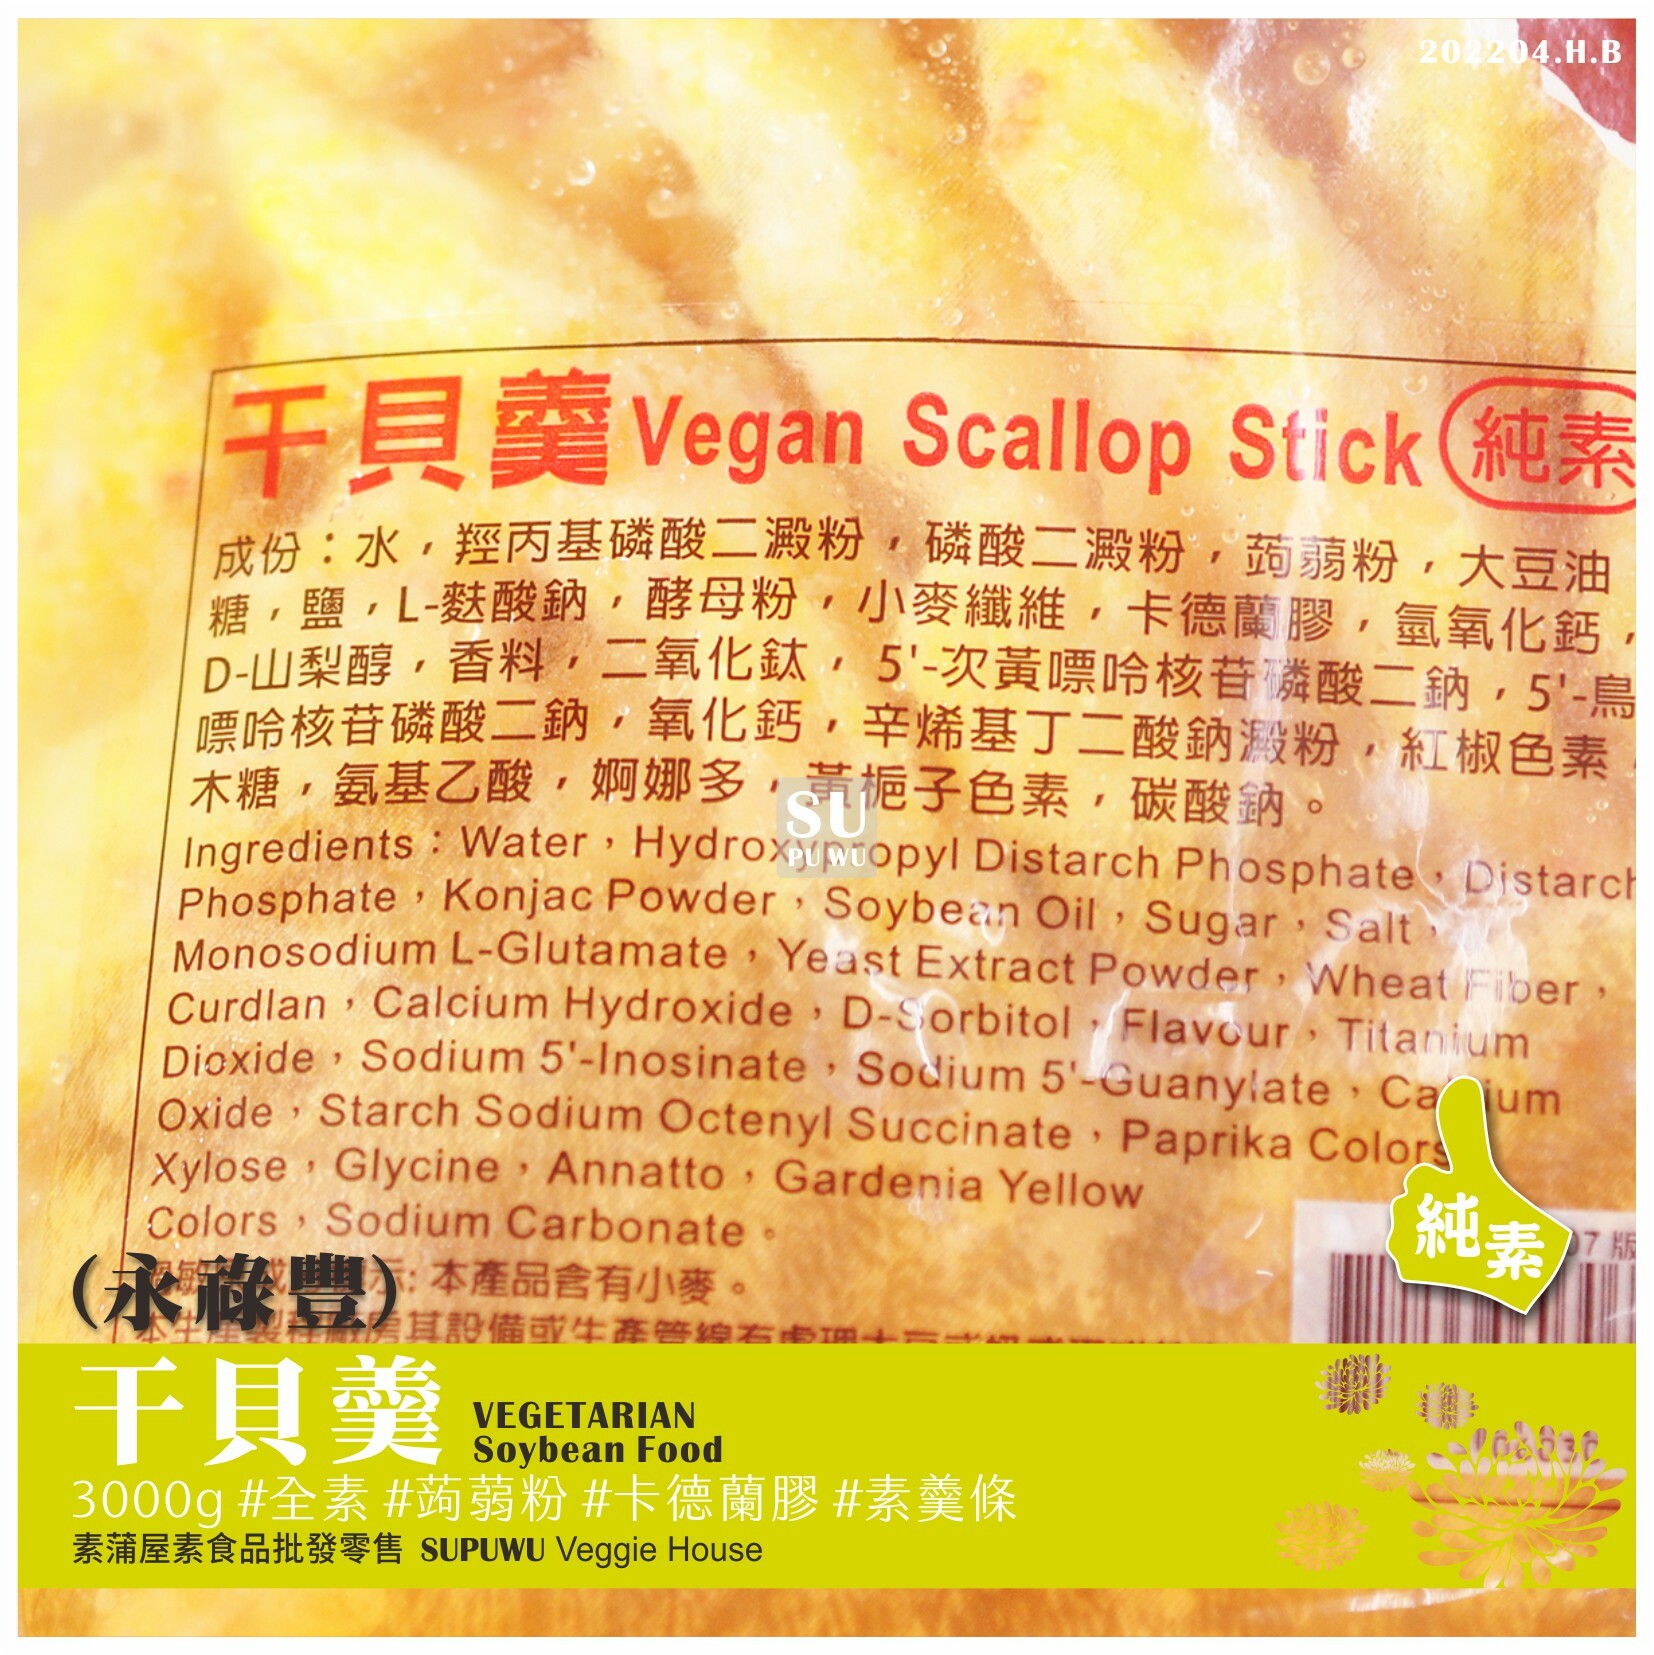 202204.H.B
干貝羹 Vegan Scallop Stick 純素
成份：水，羥丙基磷酸二澱粉，磷酸二澱粉，蒟蒻粉，大豆油
糖，鹽，L-麩酸鈉，酵母粉，小麥纖維，卡德蘭膠，氫氧化鈣，
D-山梨醇，香料，二氧化鈦，5'-次黃嘌呤核苷磷酸二鈉，5'-鳥
嘌呤核苷磷酸二鈉，氧化鈣，辛烯基丁二酸鈉澱粉，紅椒色素，
木糖，氨基乙酸，婀娜多，黃梔子色素，碳酸鈉。
Ingredients：Water，Hydroxypropyl Distarch Phosphate，Distarch
Phosphate，Konjac Powder，Soybean Oil，Sugar，Salt，
Monosodium L-Glutamate，Yeast Extract Powder，Wheat Fiber，
Curdlan，Calcium Hydroxide，D-Sorbitol，Flavour，Titanium
Dioxide，Sodium 5'-Inosinate，Sodium 5'-Guanylate，Calcium
Oxide，Starch Sodium Octenyl Succinate，Paprika Colors
Xylose，Glycine，Annatto，Gardenia Yellow
Colors，Sodium Carbonate。
SU
PU WU
純素
07 版
本產品含有小麥。
(永祿豐)
干貝羹 VEGETARIAN
Soybean Food
3000g #全素 #蒟蒻粉 #卡德蘭膠 #素羹條
素蒲屋素食品批發零售 SUPUWU Veggie House